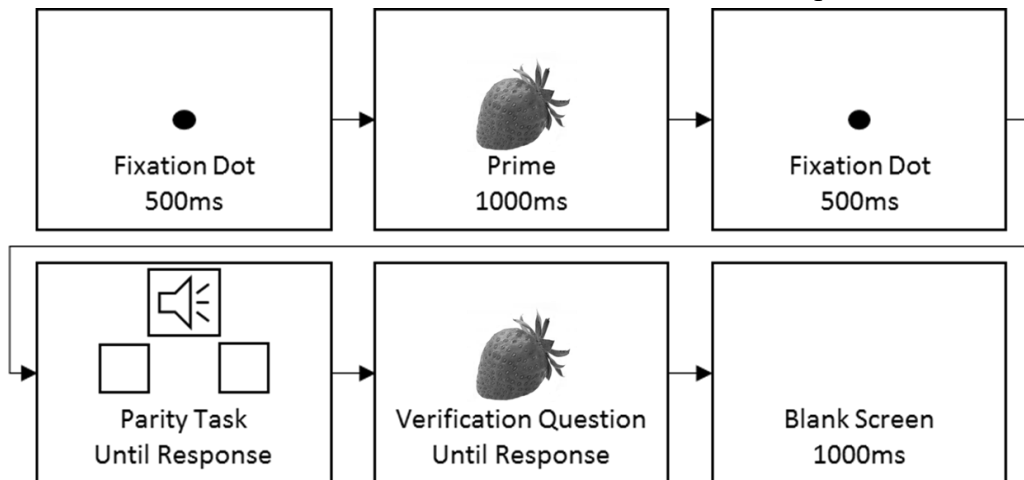 Fixation Dot
500ms
Prime
1000ms
Fixation Dot
500ms
Parity Task
Until Response
Verification Question
Until Response
Blank Screen
1000ms